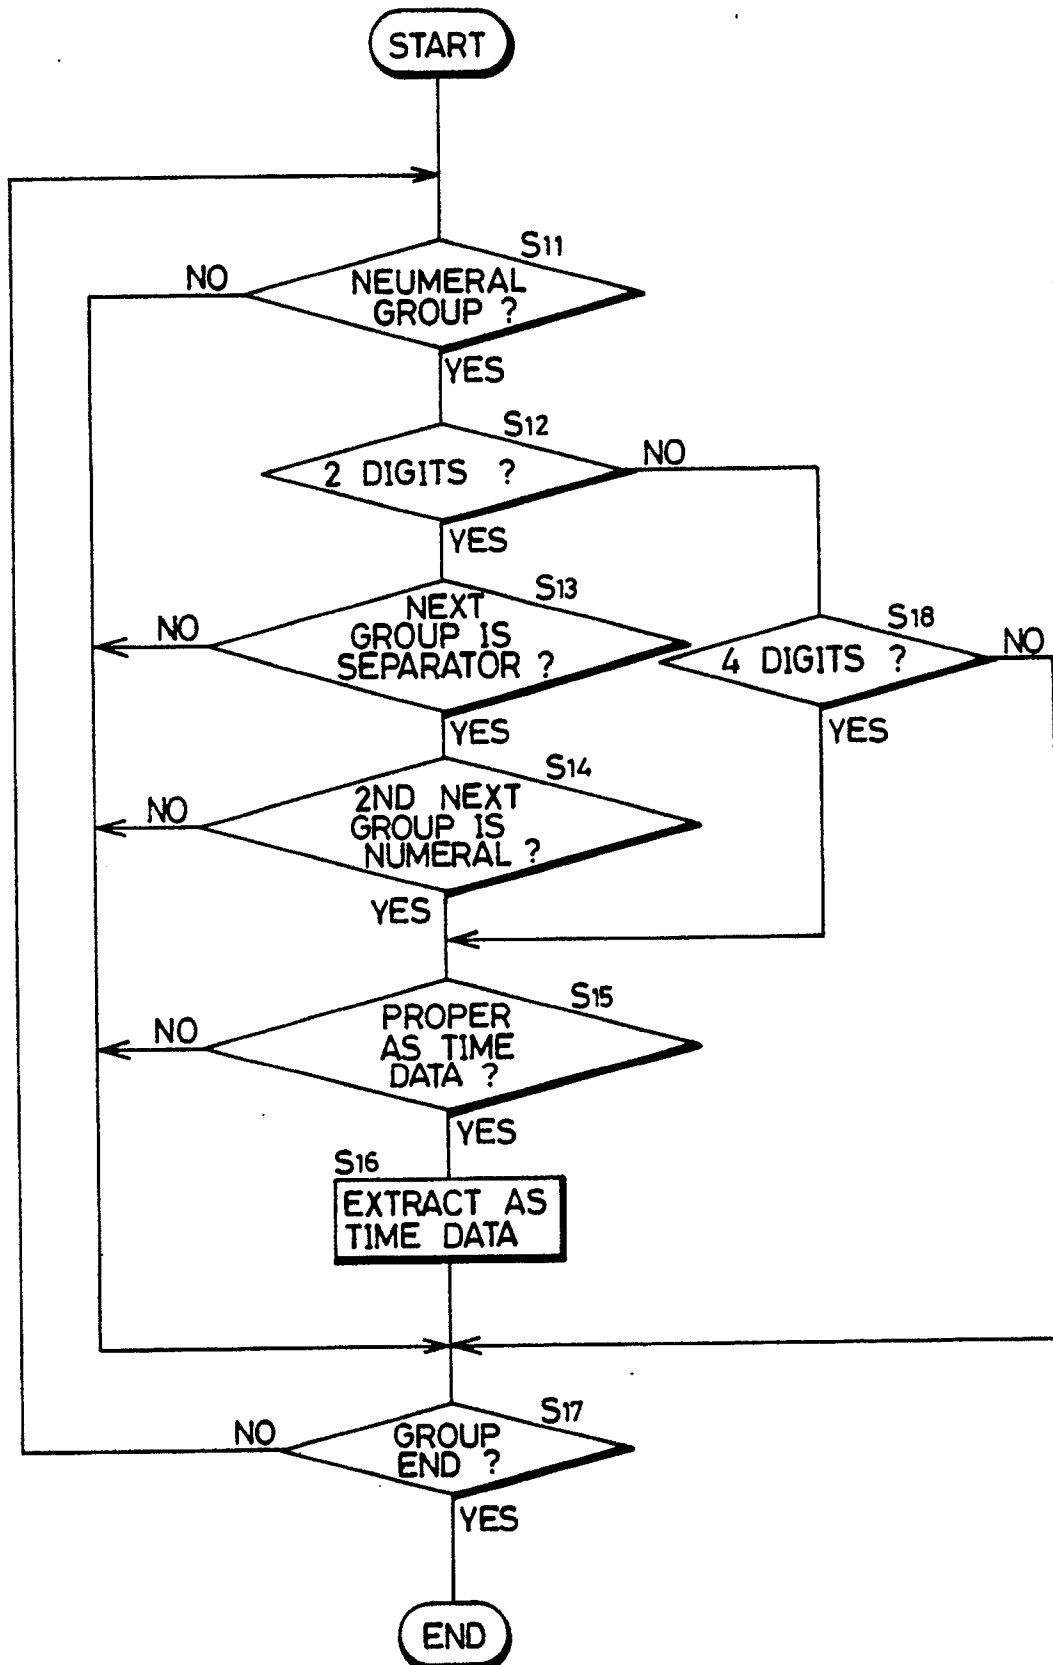 START
S11
NO
NEUMERAL
GROUP ?
YES
S12
2 DIGITS ?
NO
YES
S13
NO
NEXT
GROUP IS
SEPARATOR ?
YES
S18
4 DIGITS ?
NO
YES
S14
NO
2ND NEXT
GROUP IS
NUMERAL ?
YES
S15
NO
PROPER
AS TIME
DATA ?
YES
S16
EXTRACT AS
TIME DATA
S17
NO
GROUP
END ?
YES
END